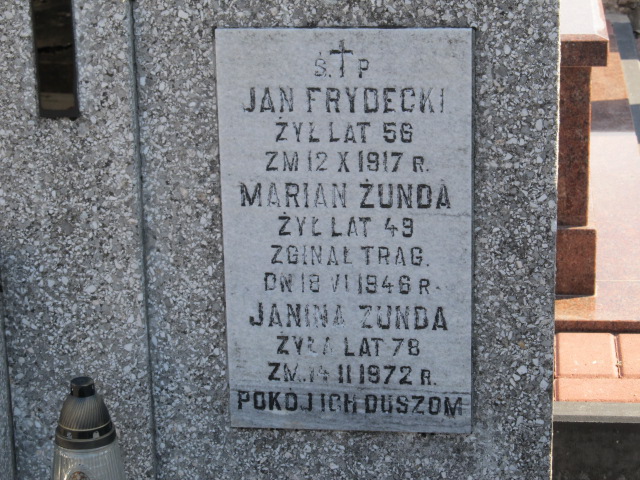 Ś.†P
JAN FRYDECKI
ŻYŁ LAT 56
ZM 12 X 1917 R.
MARIAN ŻUNDA
ŻYŁ LAT 49
ZGINAŁ TRAG.
DN 18 VI 1946 R.
JANINA ŻUNDA
ŻYŁA LAT 78
ZM. 14 II 1972 R.
POKÓJ ICH DUSZOM